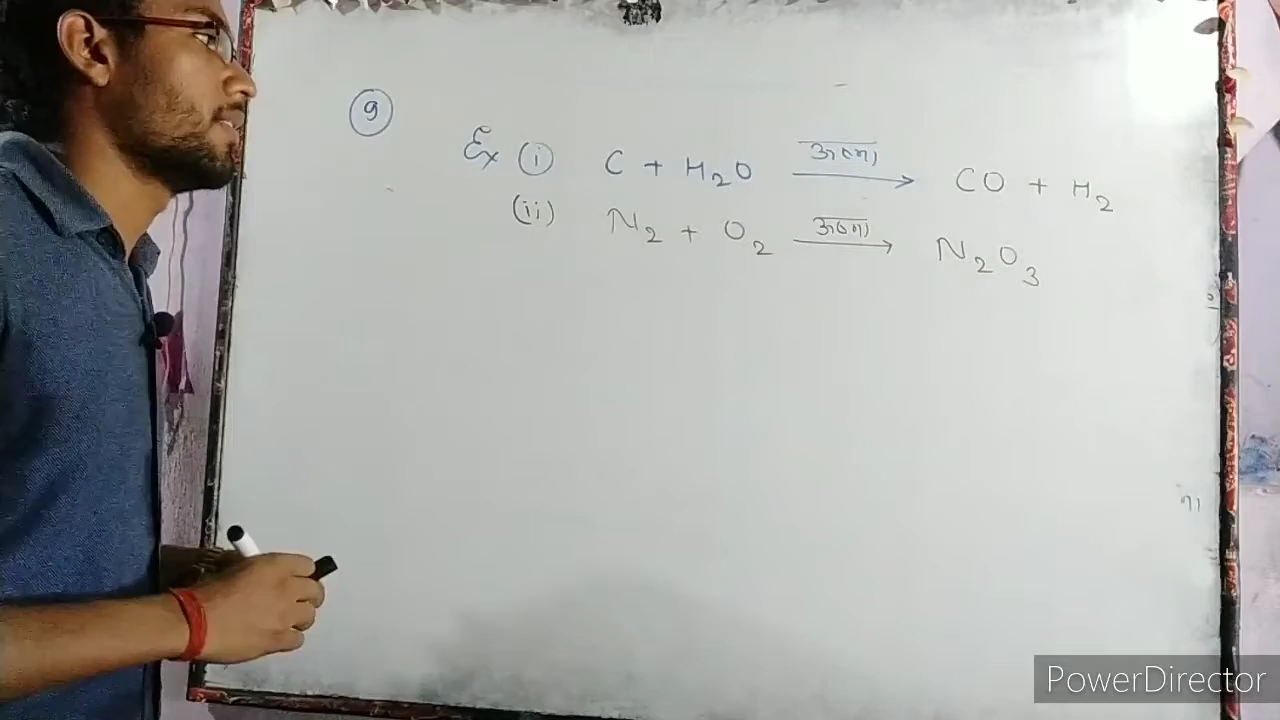 9
Ex (i) C + H2O ऊष्मा → CO + H2
(ii) N2 + O2 ऊष्मा → N2O3
PowerDirector